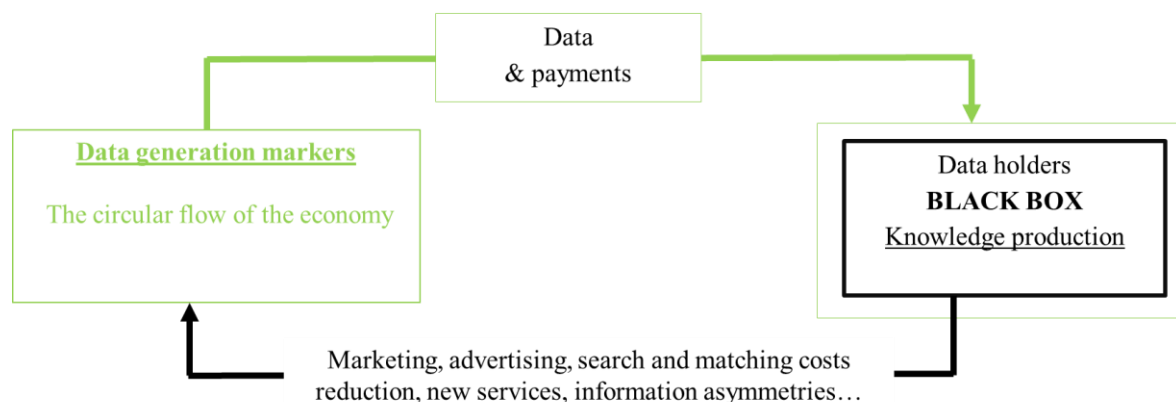 Data
& payments
Data generation markers
The circular flow of the economy
Data holders
BLACK BOX
Knowledge production
Marketing, advertising, search and matching costs
reduction, new services, information asymmetries…